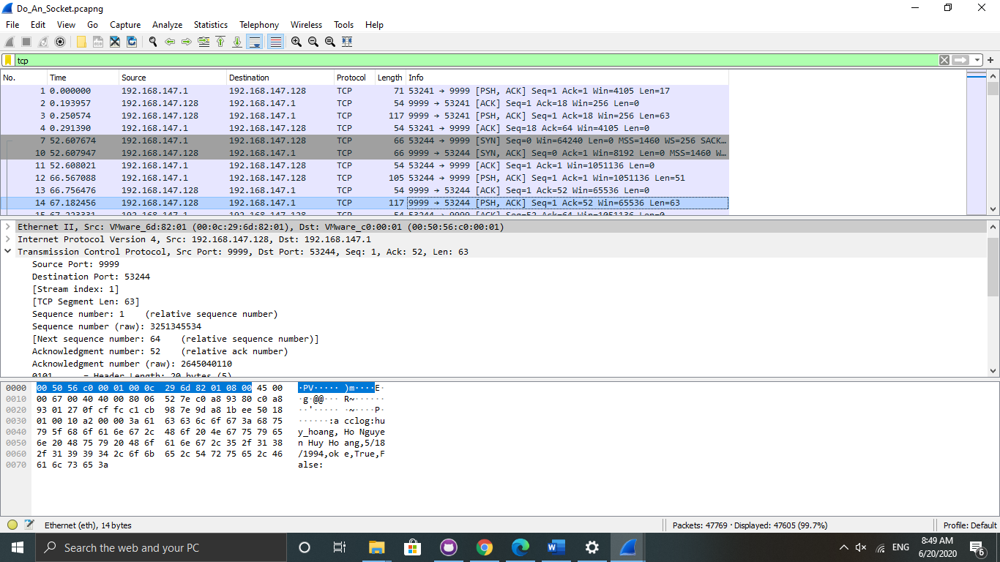 Do_An_Socket.pcapng
File Edit View Go Capture Analyze Statistics Telephony Wireless Tools Help
tcp
No. Time Source Destination Protocol Length Info
1 0.000000 192.168.147.1 192.168.147.128 TCP 71 53241 → 9999 [PSH, ACK] Seq=1 Ack=1 Win=4105 Len=17
2 0.193957 192.168.147.128 192.168.147.1 TCP 54 9999 → 53241 [ACK] Seq=1 Ack=18 Win=256 Len=0
3 0.250574 192.168.147.128 192.168.147.1 TCP 117 9999 → 53241 [PSH, ACK] Seq=1 Ack=18 Win=256 Len=63
4 0.291390 192.168.147.1 192.168.147.128 TCP 54 53241 → 9999 [ACK] Seq=18 Ack=64 Win=4105 Len=0
7 52.607674 192.168.147.1 192.168.147.128 TCP 66 53244 → 9999 [SYN] Seq=0 Win=64240 Len=0 MSS=1460 WS=256 SACK…
10 52.607947 192.168.147.128 192.168.147.1 TCP 66 9999 → 53244 [SYN, ACK] Seq=0 Ack=1 Win=8192 Len=0 MSS=1460 W…
11 52.608021 192.168.147.1 192.168.147.128 TCP 54 53244 → 9999 [ACK] Seq=1 Ack=1 Win=1051136 Len=0
12 66.567088 192.168.147.1 192.168.147.128 TCP 105 53244 → 9999 [PSH, ACK] Seq=1 Ack=1 Win=1051136 Len=51
13 66.756476 192.168.147.128 192.168.147.1 TCP 54 9999 → 53244 [ACK] Seq=1 Ack=52 Win=65536 Len=0
14 67.182456 192.168.147.128 192.168.147.1 TCP 117 9999 → 53244 [PSH, ACK] Seq=1 Ack=52 Win=65536 Len=63
15 67.223331 192.168.147.1 192.168.147.128 TCP 54 53244 → 9999 [ACK] Seq=52 Ack=64 Win=1051136 Len=0
Ethernet II, Src: VMware_6d:82:01 (00:0c:29:6d:82:01), Dst: VMware_c0:00:01 (00:50:56:c0:00:01)
Internet Protocol Version 4, Src: 192.168.147.128, Dst: 192.168.147.1
Transmission Control Protocol, Src Port: 9999, Dst Port: 53244, Seq: 1, Ack: 52, Len: 63
Source Port: 9999
Destination Port: 53244
[Stream index: 1]
[TCP Segment Len: 63]
Sequence number: 1 (relative sequence number)
Sequence number (raw): 3251345534
[Next sequence number: 64 (relative sequence number)]
Acknowledgment number: 52 (relative ack number)
Acknowledgment number (raw): 2645040110
0101 .... = Header Length: 20 bytes (5)
0000 00 50 56 c0 00 01 00 0c 29 6d 82 01 08 00 45 00 ·PV····· )m····E·
0010 00 67 00 40 40 00 80 06 52 7e c0 a8 93 80 c0 a8 ·g·@@··· R~······
0020 93 01 27 0f cf fc c1 cb 98 7e 9d a8 1b ee 50 18 ··'····· ·~····P·
0030 01 00 10 a2 00 00 3a 61 63 63 6c 6f 67 3a 68 75 ······:a cclog:hu
0040 79 5f 68 6f 61 6e 67 2c 48 6f 20 4e 67 75 79 65 y_hoang, Ho Nguye
0050 6e 20 48 75 79 20 48 6f 61 6e 67 2c 35 2f 31 38 n Huy Ho ang,5/18
0060 2f 31 39 39 34 2c 6f 6b 65 2c 54 72 75 65 2c 46 /1994,ok e,True,F
0070 61 6c 73 65 3a alse:
Ethernet (eth), 14 bytes Packets: 47769 · Displayed: 47605 (99.7%) Profile: Default
Search the web and your PC
ENG
8:49 AM
6/20/2020
6